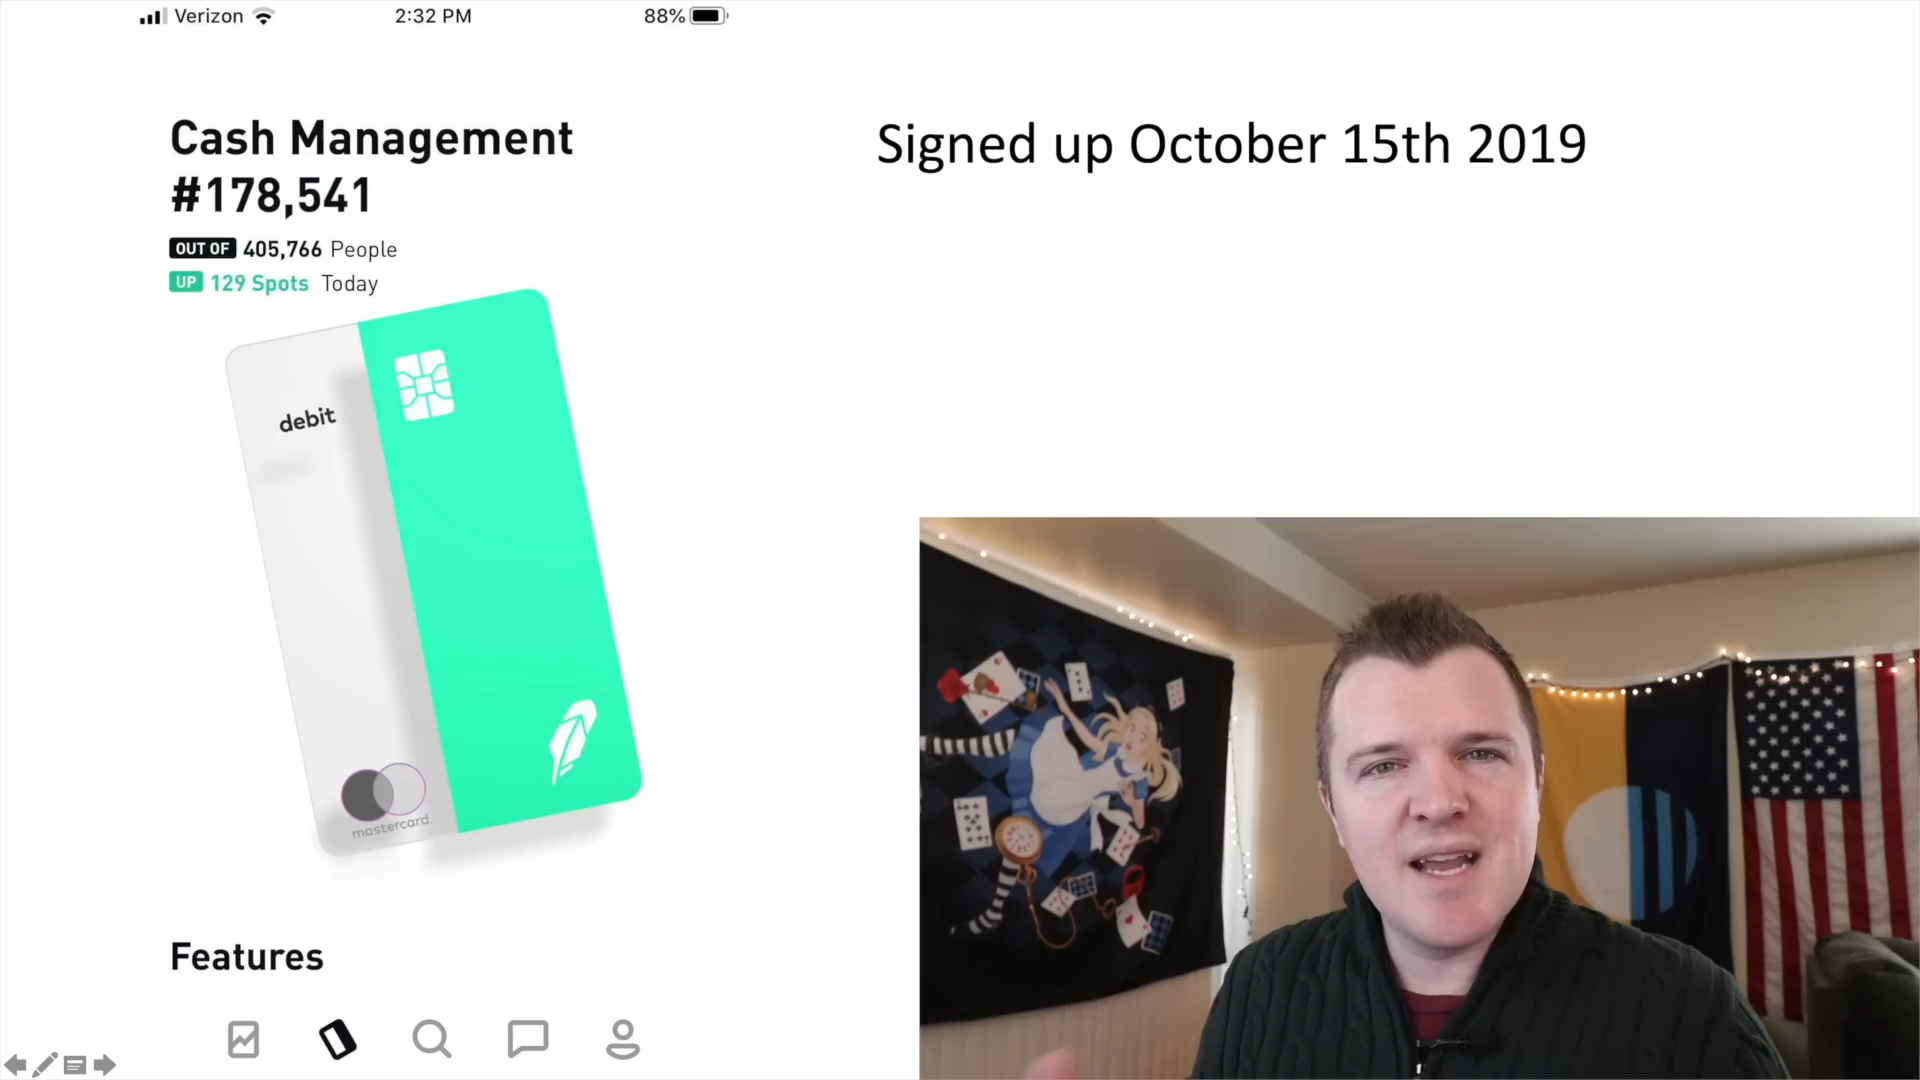 Verizon 2:32 PM 88%
Cash Management
#178,541
OUT OF 405,766 People
UP 129 Spots Today
debit
mastercard.
Features
Signed up October 15th 2019